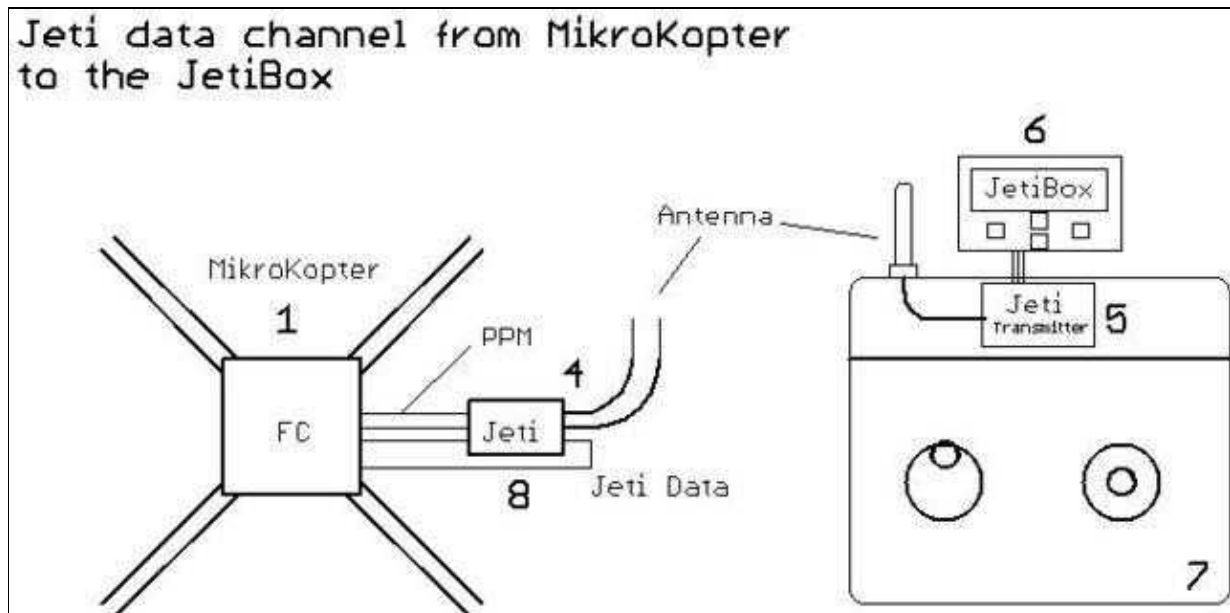 Jeti data channel from MikroKopter
to the JetiBox
6
JetiBox
Antenna
MikroKopter
1
Jeti
Transmitter
5
PPM
4
FC
Jeti
8
Jeti Data
7